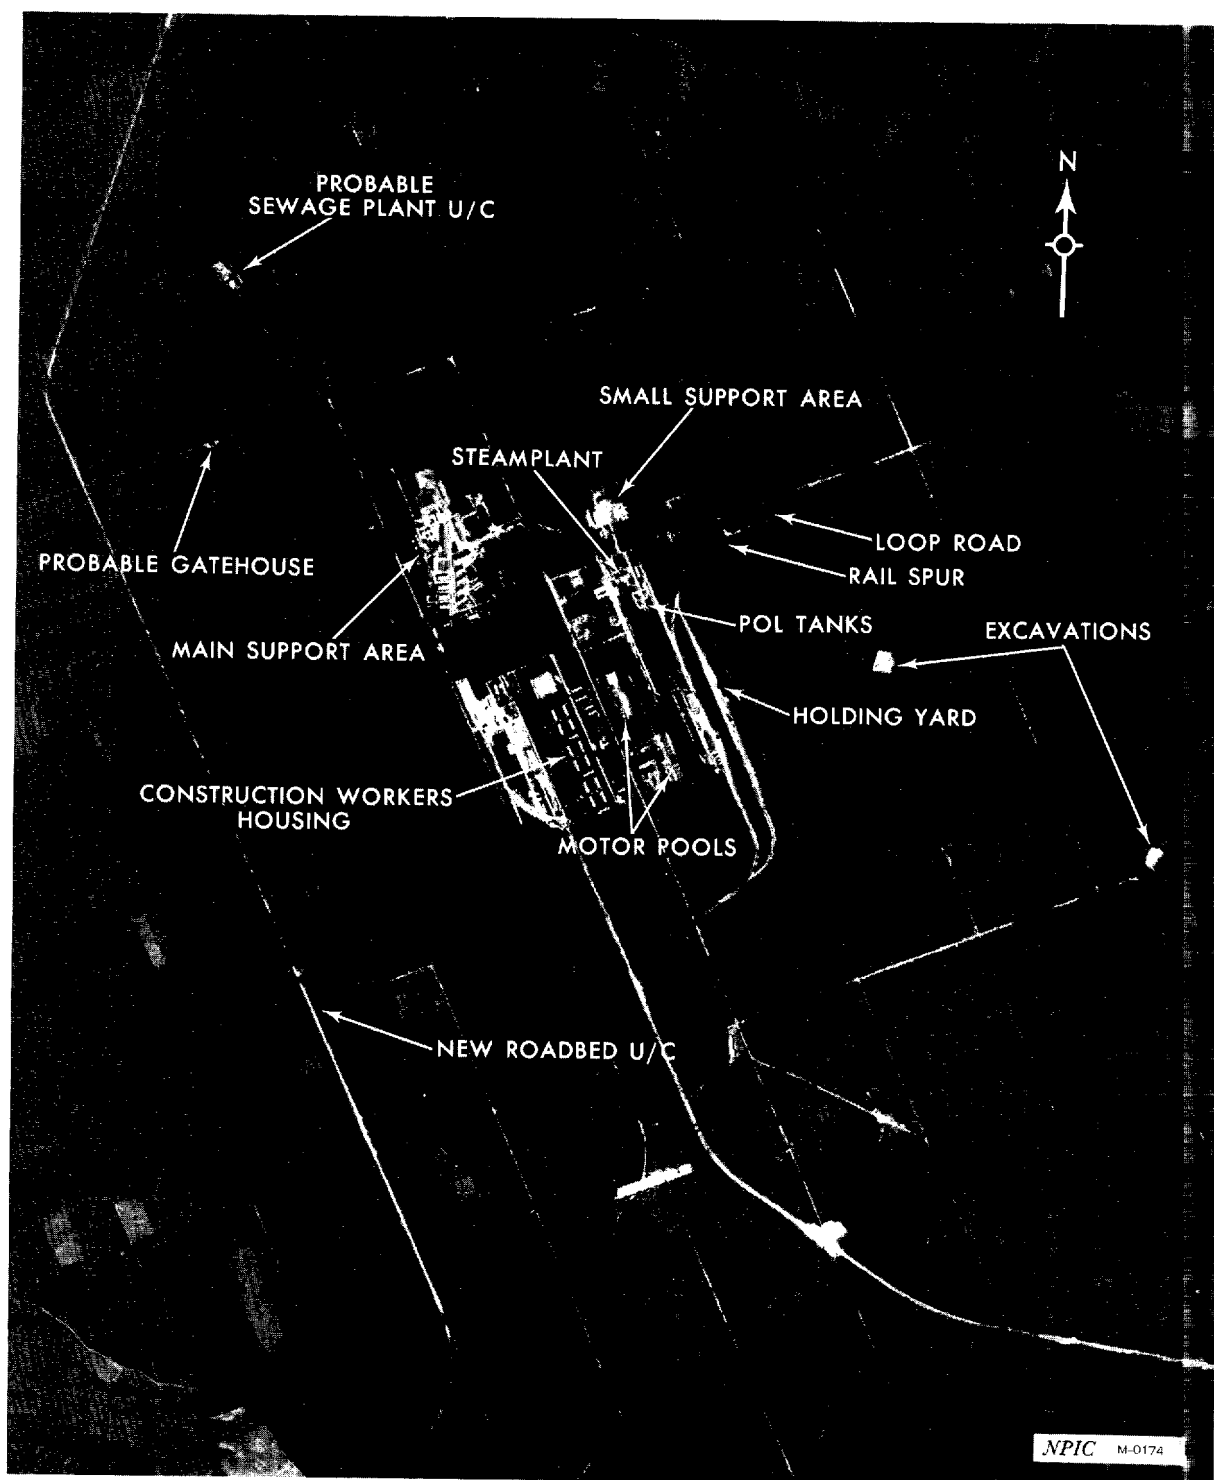 PROBABLE
SEWAGE PLANT U/C
N
SMALL SUPPORT AREA
STEAMPLANT
LOOP ROAD
PROBABLE GATEHOUSE
RAIL SPUR
POL TANKS
EXCAVATIONS
MAIN SUPPORT AREA
HOLDING YARD
CONSTRUCTION WORKERS
HOUSING
MOTOR POOLS
NEW ROADBED U/C
NPIC M-0174